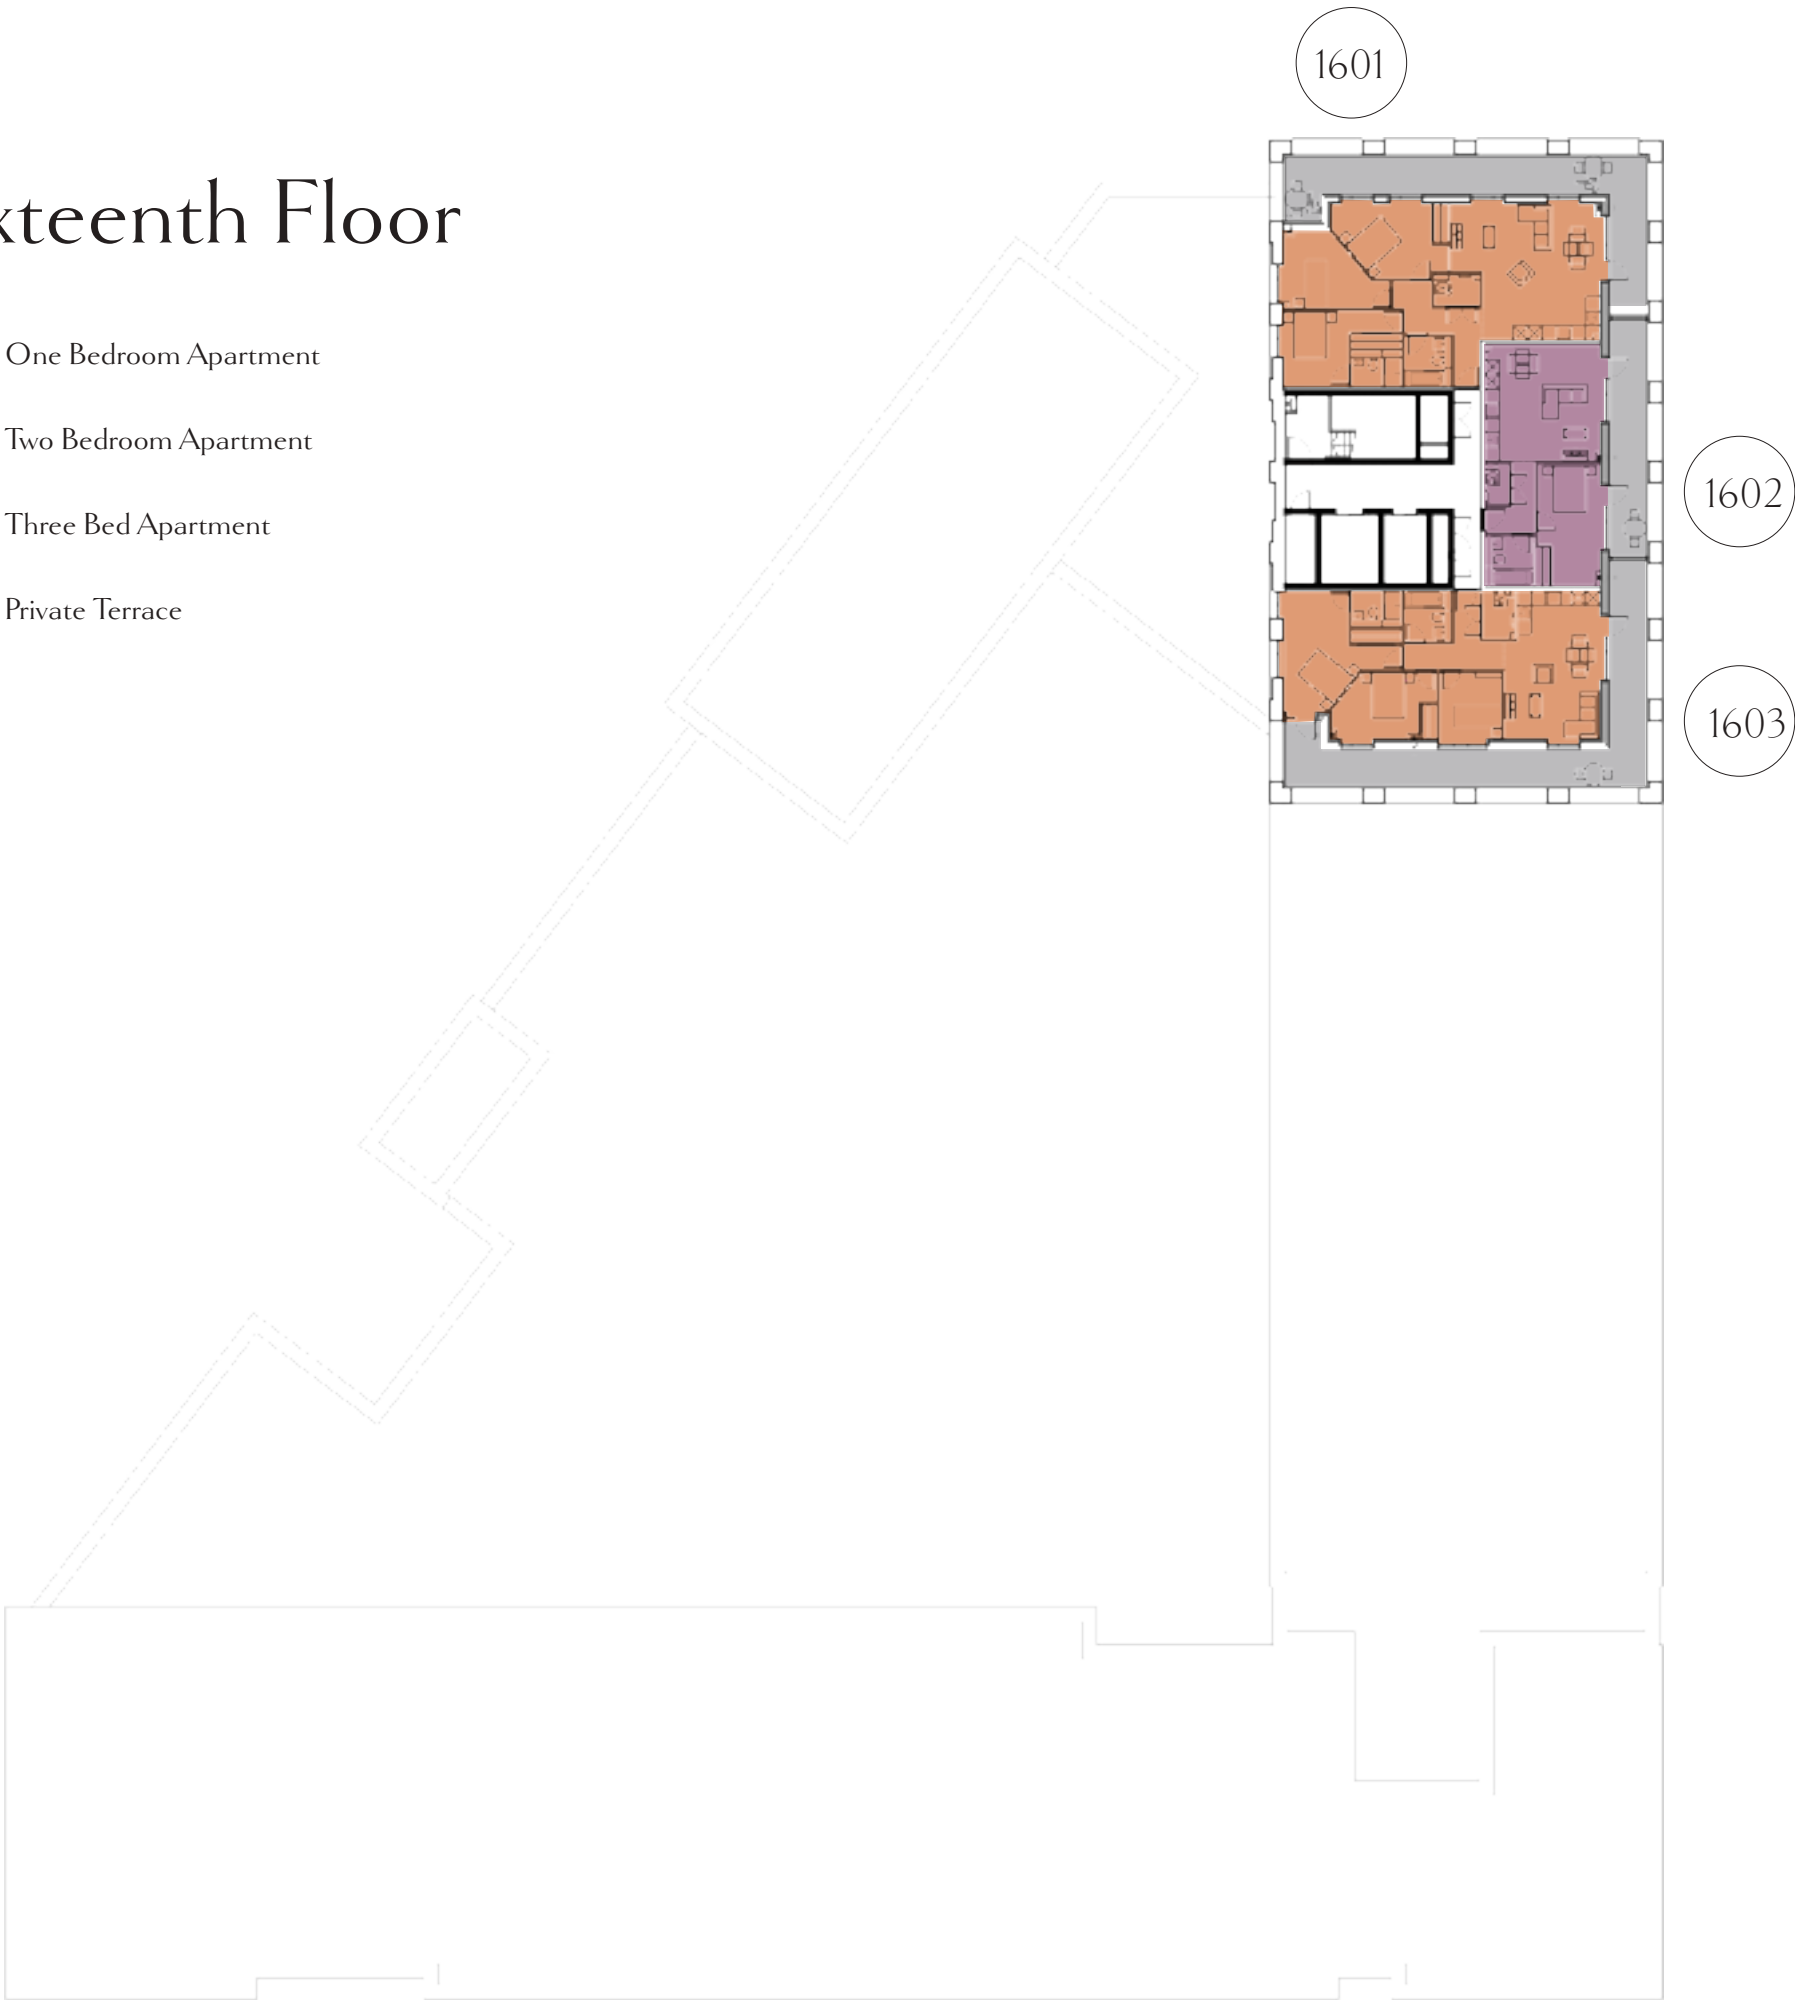 xteenth Floor
One Bedroom Apartment
Two Bedroom Apartment
Three Bed Apartment
Private Terrace
1601
1602
1603